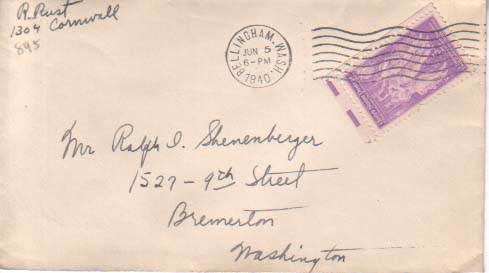 R. Rust
1304 Cornwall
895
BELLINGHAM, WASH.
JUN 5
6-PM
1940
Mr Ralph I. Shenenberger
1527-9th Street
Bremerton
Washington